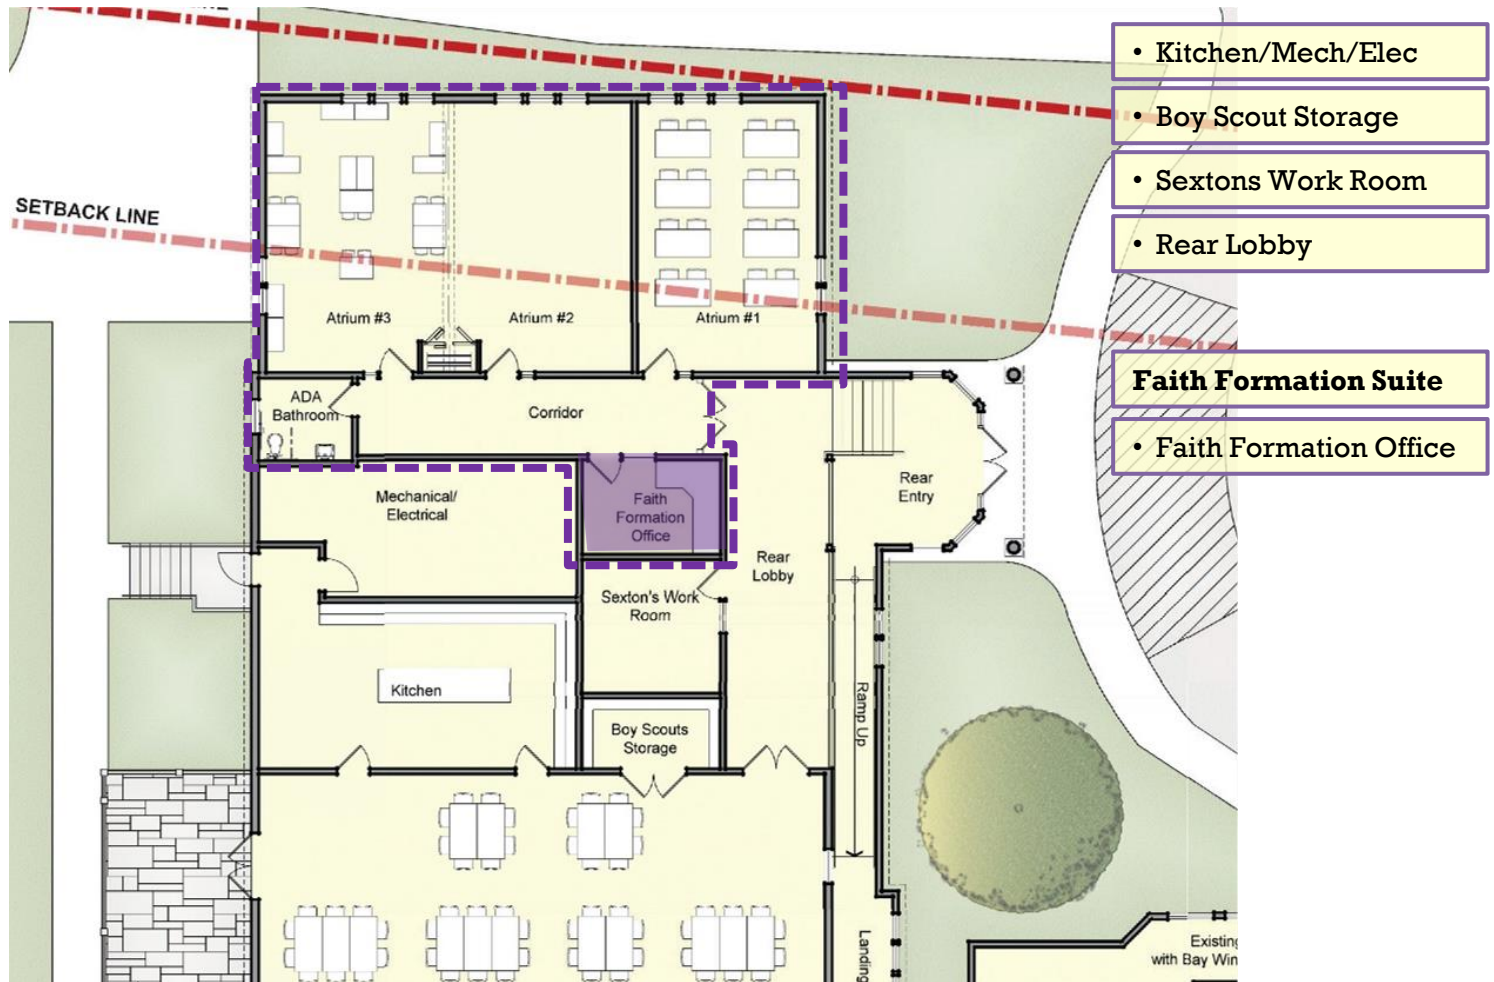 SETBACK LINE
Atrium #3
Atrium #2
Atrium #1
ADA
Bathroom
Corridor
Mechanical/
Electrical
Faith
Formation
Office
Rear
Entry
Rear
Lobby
Sexton's Work
Room
Kitchen
Boy Scouts
Storage
Ramp Up
Landing
Existing
with Bay Win
• Kitchen/Mech/Elec
• Boy Scout Storage
• Sextons Work Room
• Rear Lobby
Faith Formation Suite
• Faith Formation Office